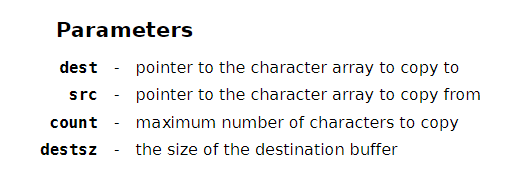 Parameters
dest - pointer to the character array to copy to
src - pointer to the character array to copy from
count - maximum number of characters to copy
destsz - the size of the destination buffer